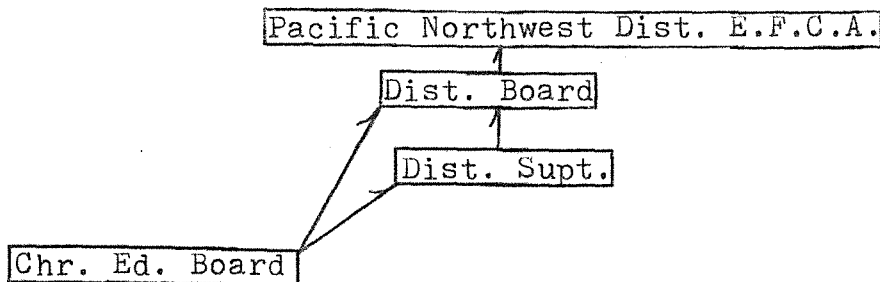 Pacific Northwest Dist. E.F.C.A.
Dist. Board
Dist. Supt.
Chr. Ed. Board